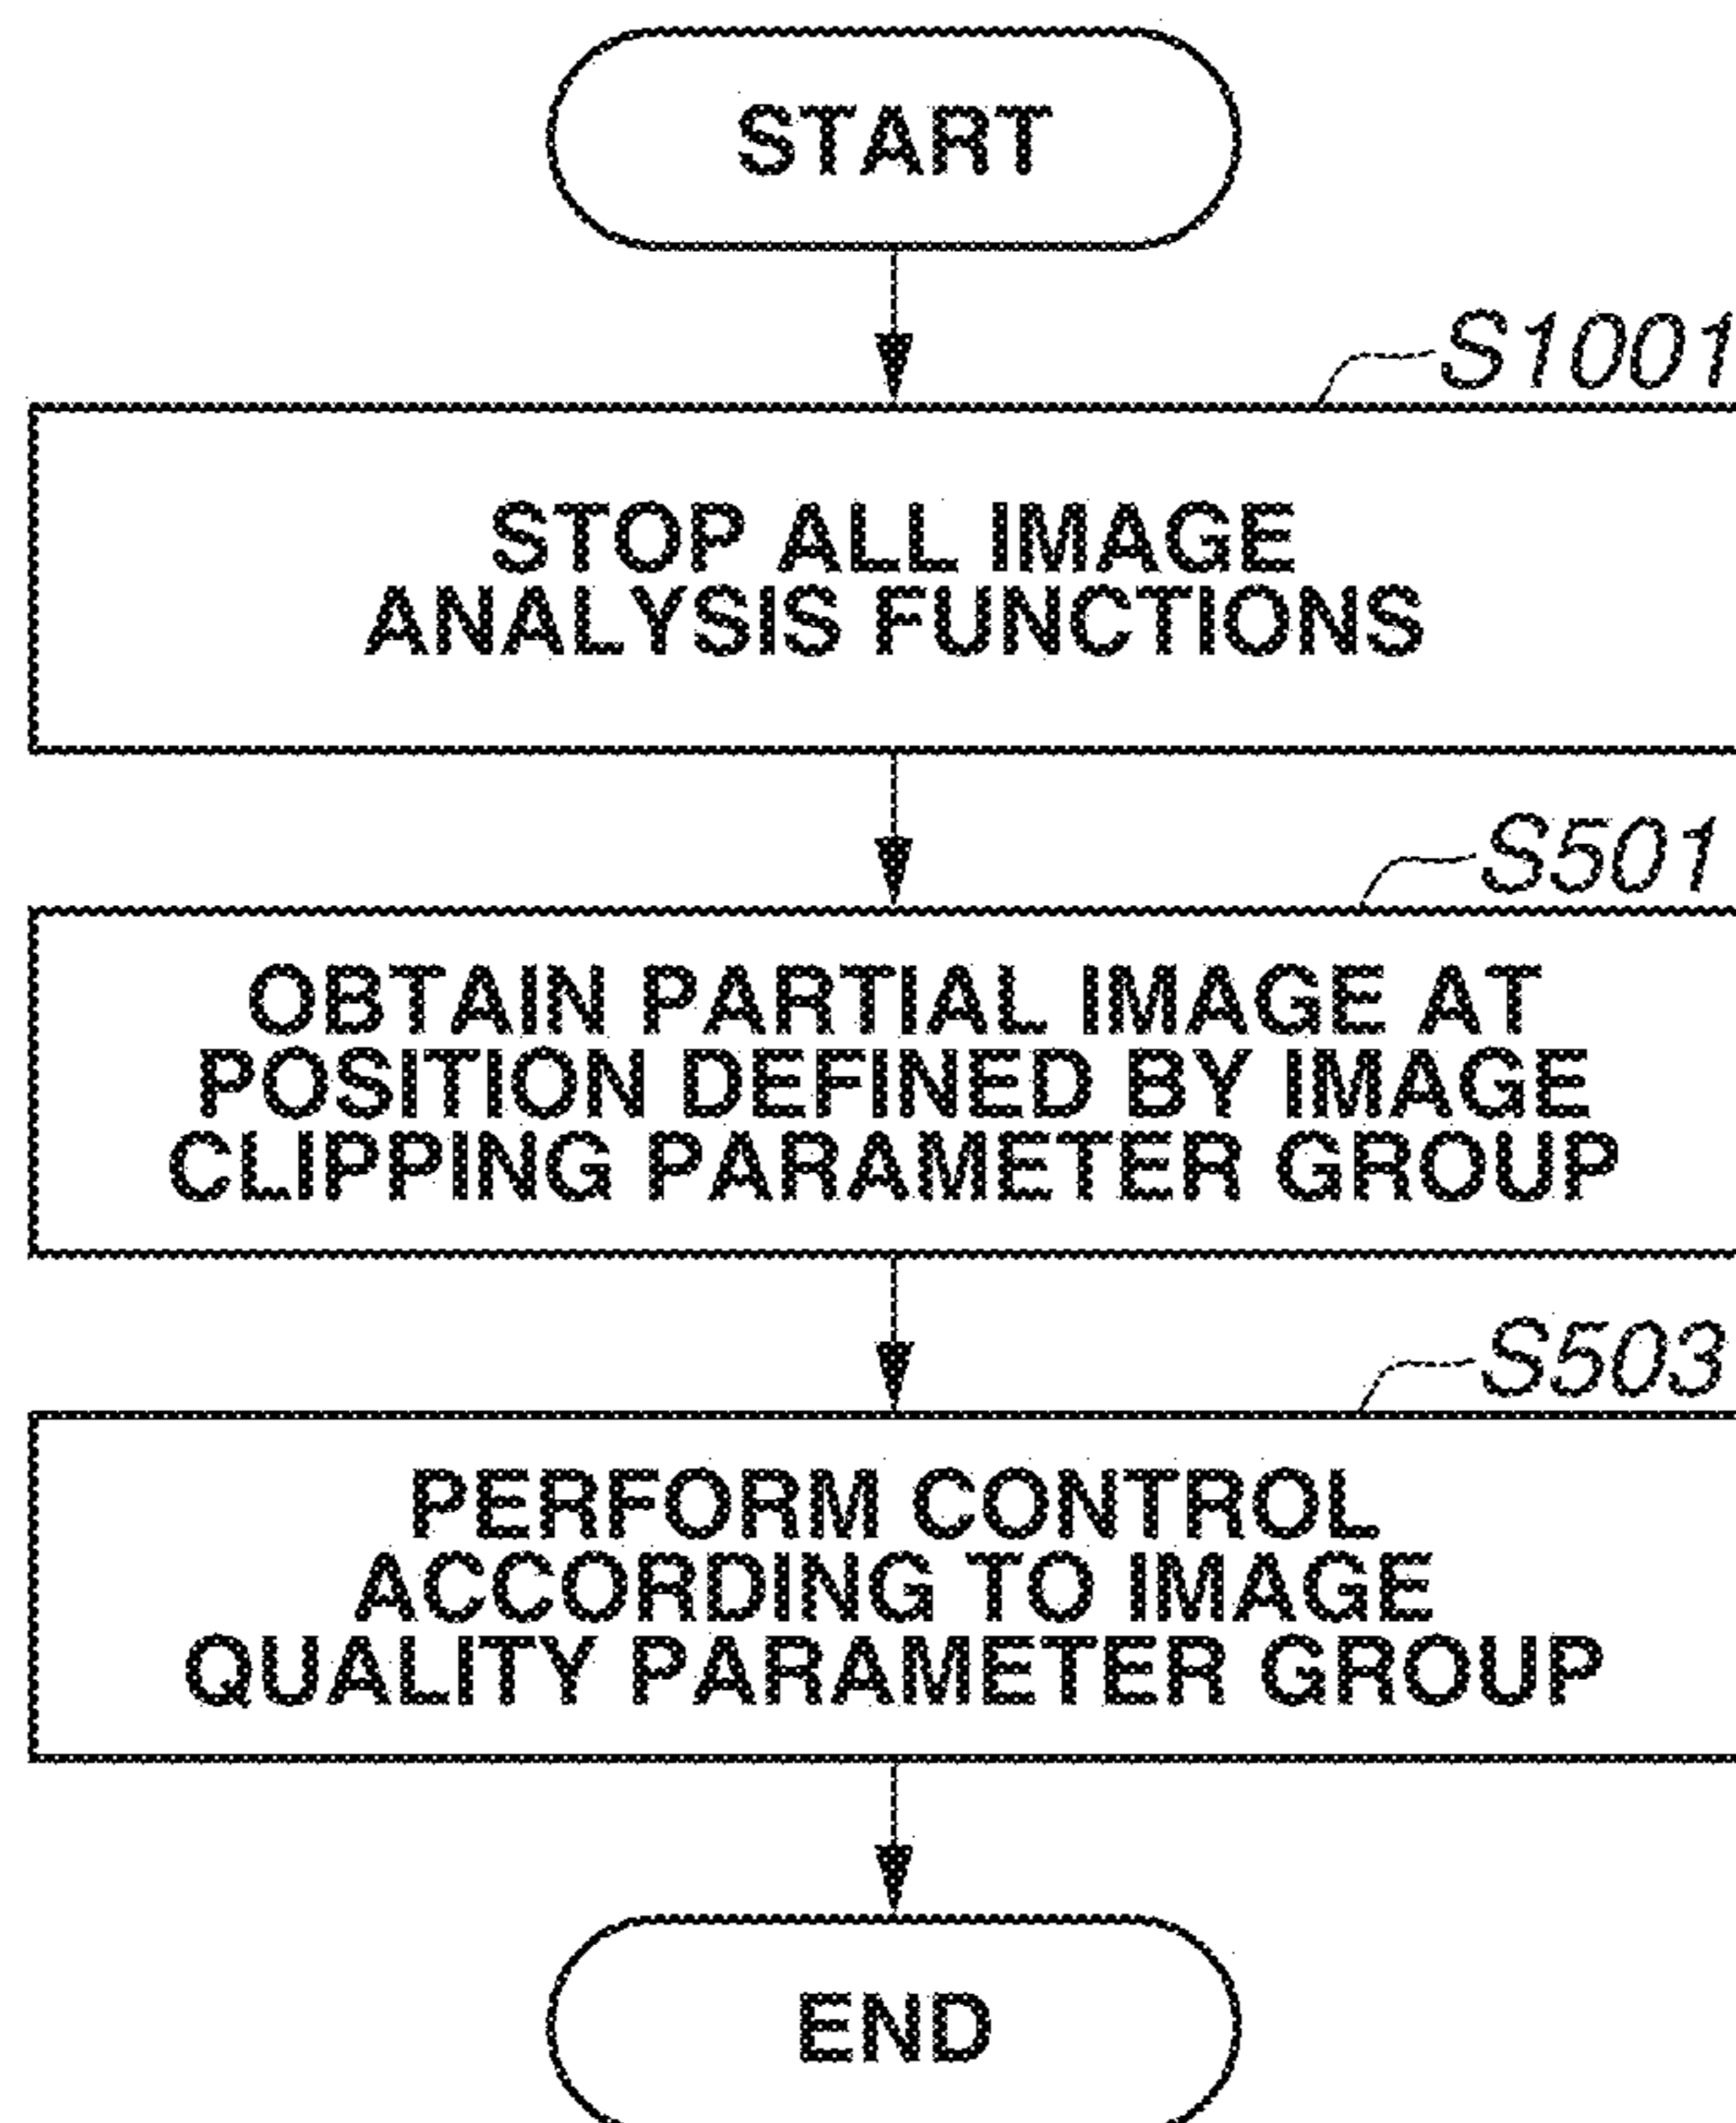 START
S1001
STOP ALL IMAGE
ANALYSIS FUNCTIONS
S501
OBTAIN PARTIAL IMAGE AT
POSITION DEFINED BY IMAGE
CLIPPING PARAMETER GROUP
S503
PERFORM CONTROL
ACCORDING TO IMAGE
QUALITY PARAMETER GROUP
END